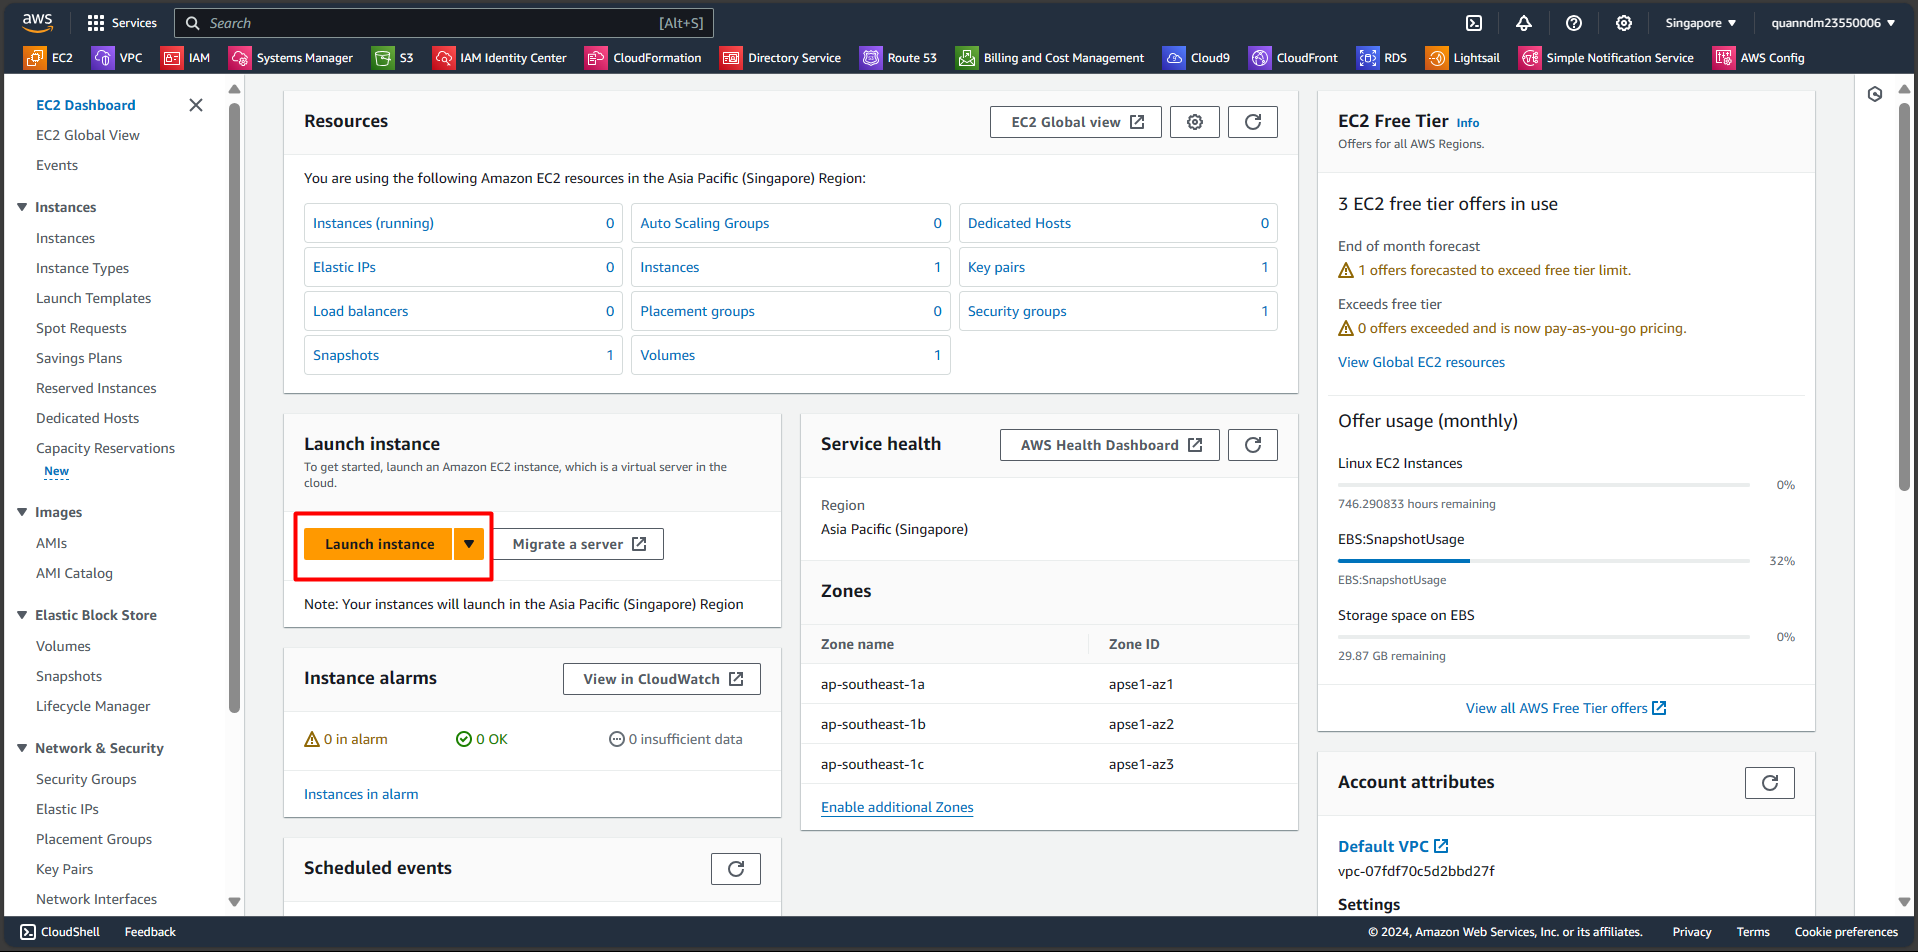 aws
Services
Search
[Alt+S]
Singapore
quanndm23550006
EC2
VPC
IAM
Systems Manager
S3
IAM Identity Center
CloudFormation
Directory Service
Route 53
Billing and Cost Management
Cloud9
CloudFront
RDS
Lightsail
Simple Notification Service
AWS Config
EC2 Dashboard
EC2 Global View
Events
Instances
Instances
Instance Types
Launch Templates
Spot Requests
Savings Plans
Reserved Instances
Dedicated Hosts
Capacity Reservations
New
Images
AMIs
AMI Catalog
Elastic Block Store
Volumes
Snapshots
Lifecycle Manager
Network & Security
Security Groups
Elastic IPs
Placement Groups
Key Pairs
Network Interfaces
Resources
EC2 Global view
You are using the following Amazon EC2 resources in the Asia Pacific (Singapore) Region:
Instances (running) 0
Auto Scaling Groups 0
Dedicated Hosts 0
Elastic IPs 0
Instances 1
Key pairs 1
Load balancers 0
Placement groups 0
Security groups 1
Snapshots 1
Volumes 1
Launch instance
To get started, launch an Amazon EC2 instance, which is a virtual server in the
cloud.
Launch instance
Migrate a server
Note: Your instances will launch in the Asia Pacific (Singapore) Region
Instance alarms
View in CloudWatch
0 in alarm
0 OK
0 insufficient data
Instances in alarm
Scheduled events
Service health
AWS Health Dashboard
Region
Asia Pacific (Singapore)
Zones
Zone name Zone ID
ap-southeast-1a apse1-az1
ap-southeast-1b apse1-az2
ap-southeast-1c apse1-az3
Enable additional Zones
EC2 Free Tier Info
Offers for all AWS Regions.
3 EC2 free tier offers in use
End of month forecast
1 offers forecasted to exceed free tier limit.
Exceeds free tier
0 offers exceeded and is now pay-as-you-go pricing.
View Global EC2 resources
Offer usage (monthly)
Linux EC2 Instances
0%
746.290833 hours remaining
EBS:SnapshotUsage
32%
EBS:SnapshotUsage
Storage space on EBS
0%
29.87 GB remaining
View all AWS Free Tier offers
Account attributes
Default VPC
vpc-07fdf70c5d2bbd27f
Settings
CloudShell
Feedback
© 2024, Amazon Web Services, Inc. or its affiliates.
Privacy
Terms
Cookie preferences